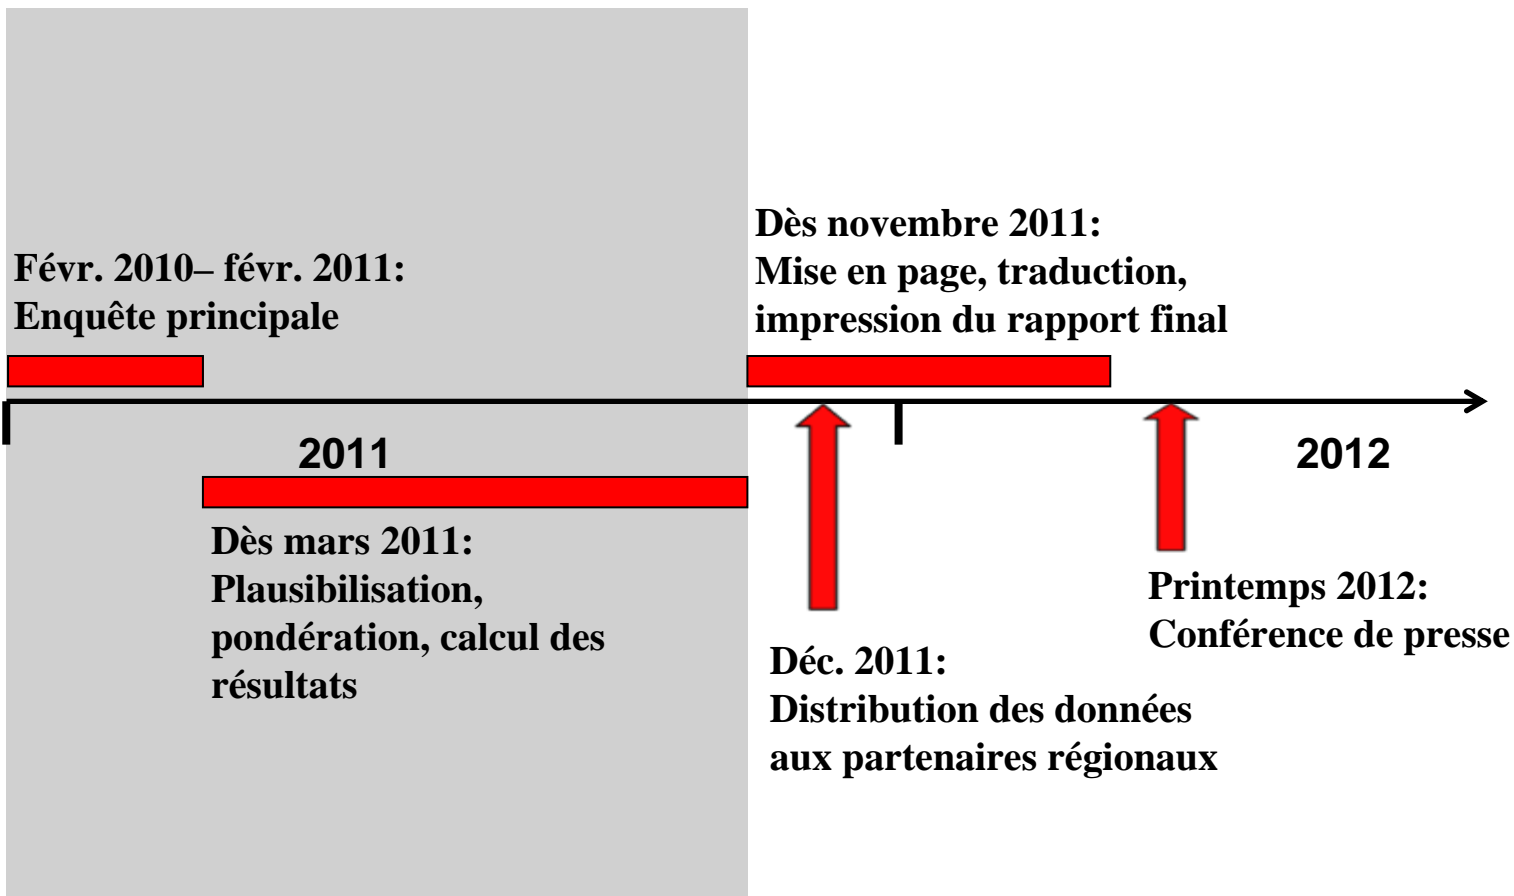 Févr. 2010– févr. 2011:
Enquête principale
Dès novembre 2011:
Mise en page, traduction,
impression du rapport final
2011
2012
Dès mars 2011:
Plausibilisation,
pondération, calcul des
résultats
Déc. 2011:
Distribution des données
aux partenaires régionaux
Printemps 2012:
Conférence de presse